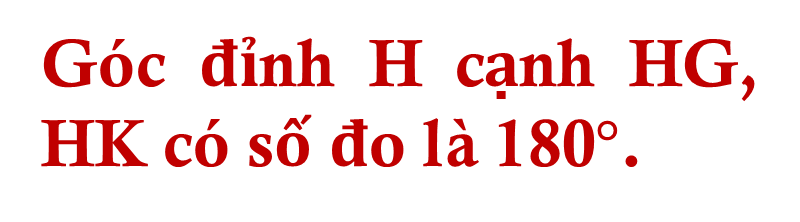 Góc đỉnh H cạnh HG,
HK có số đo là 180°.